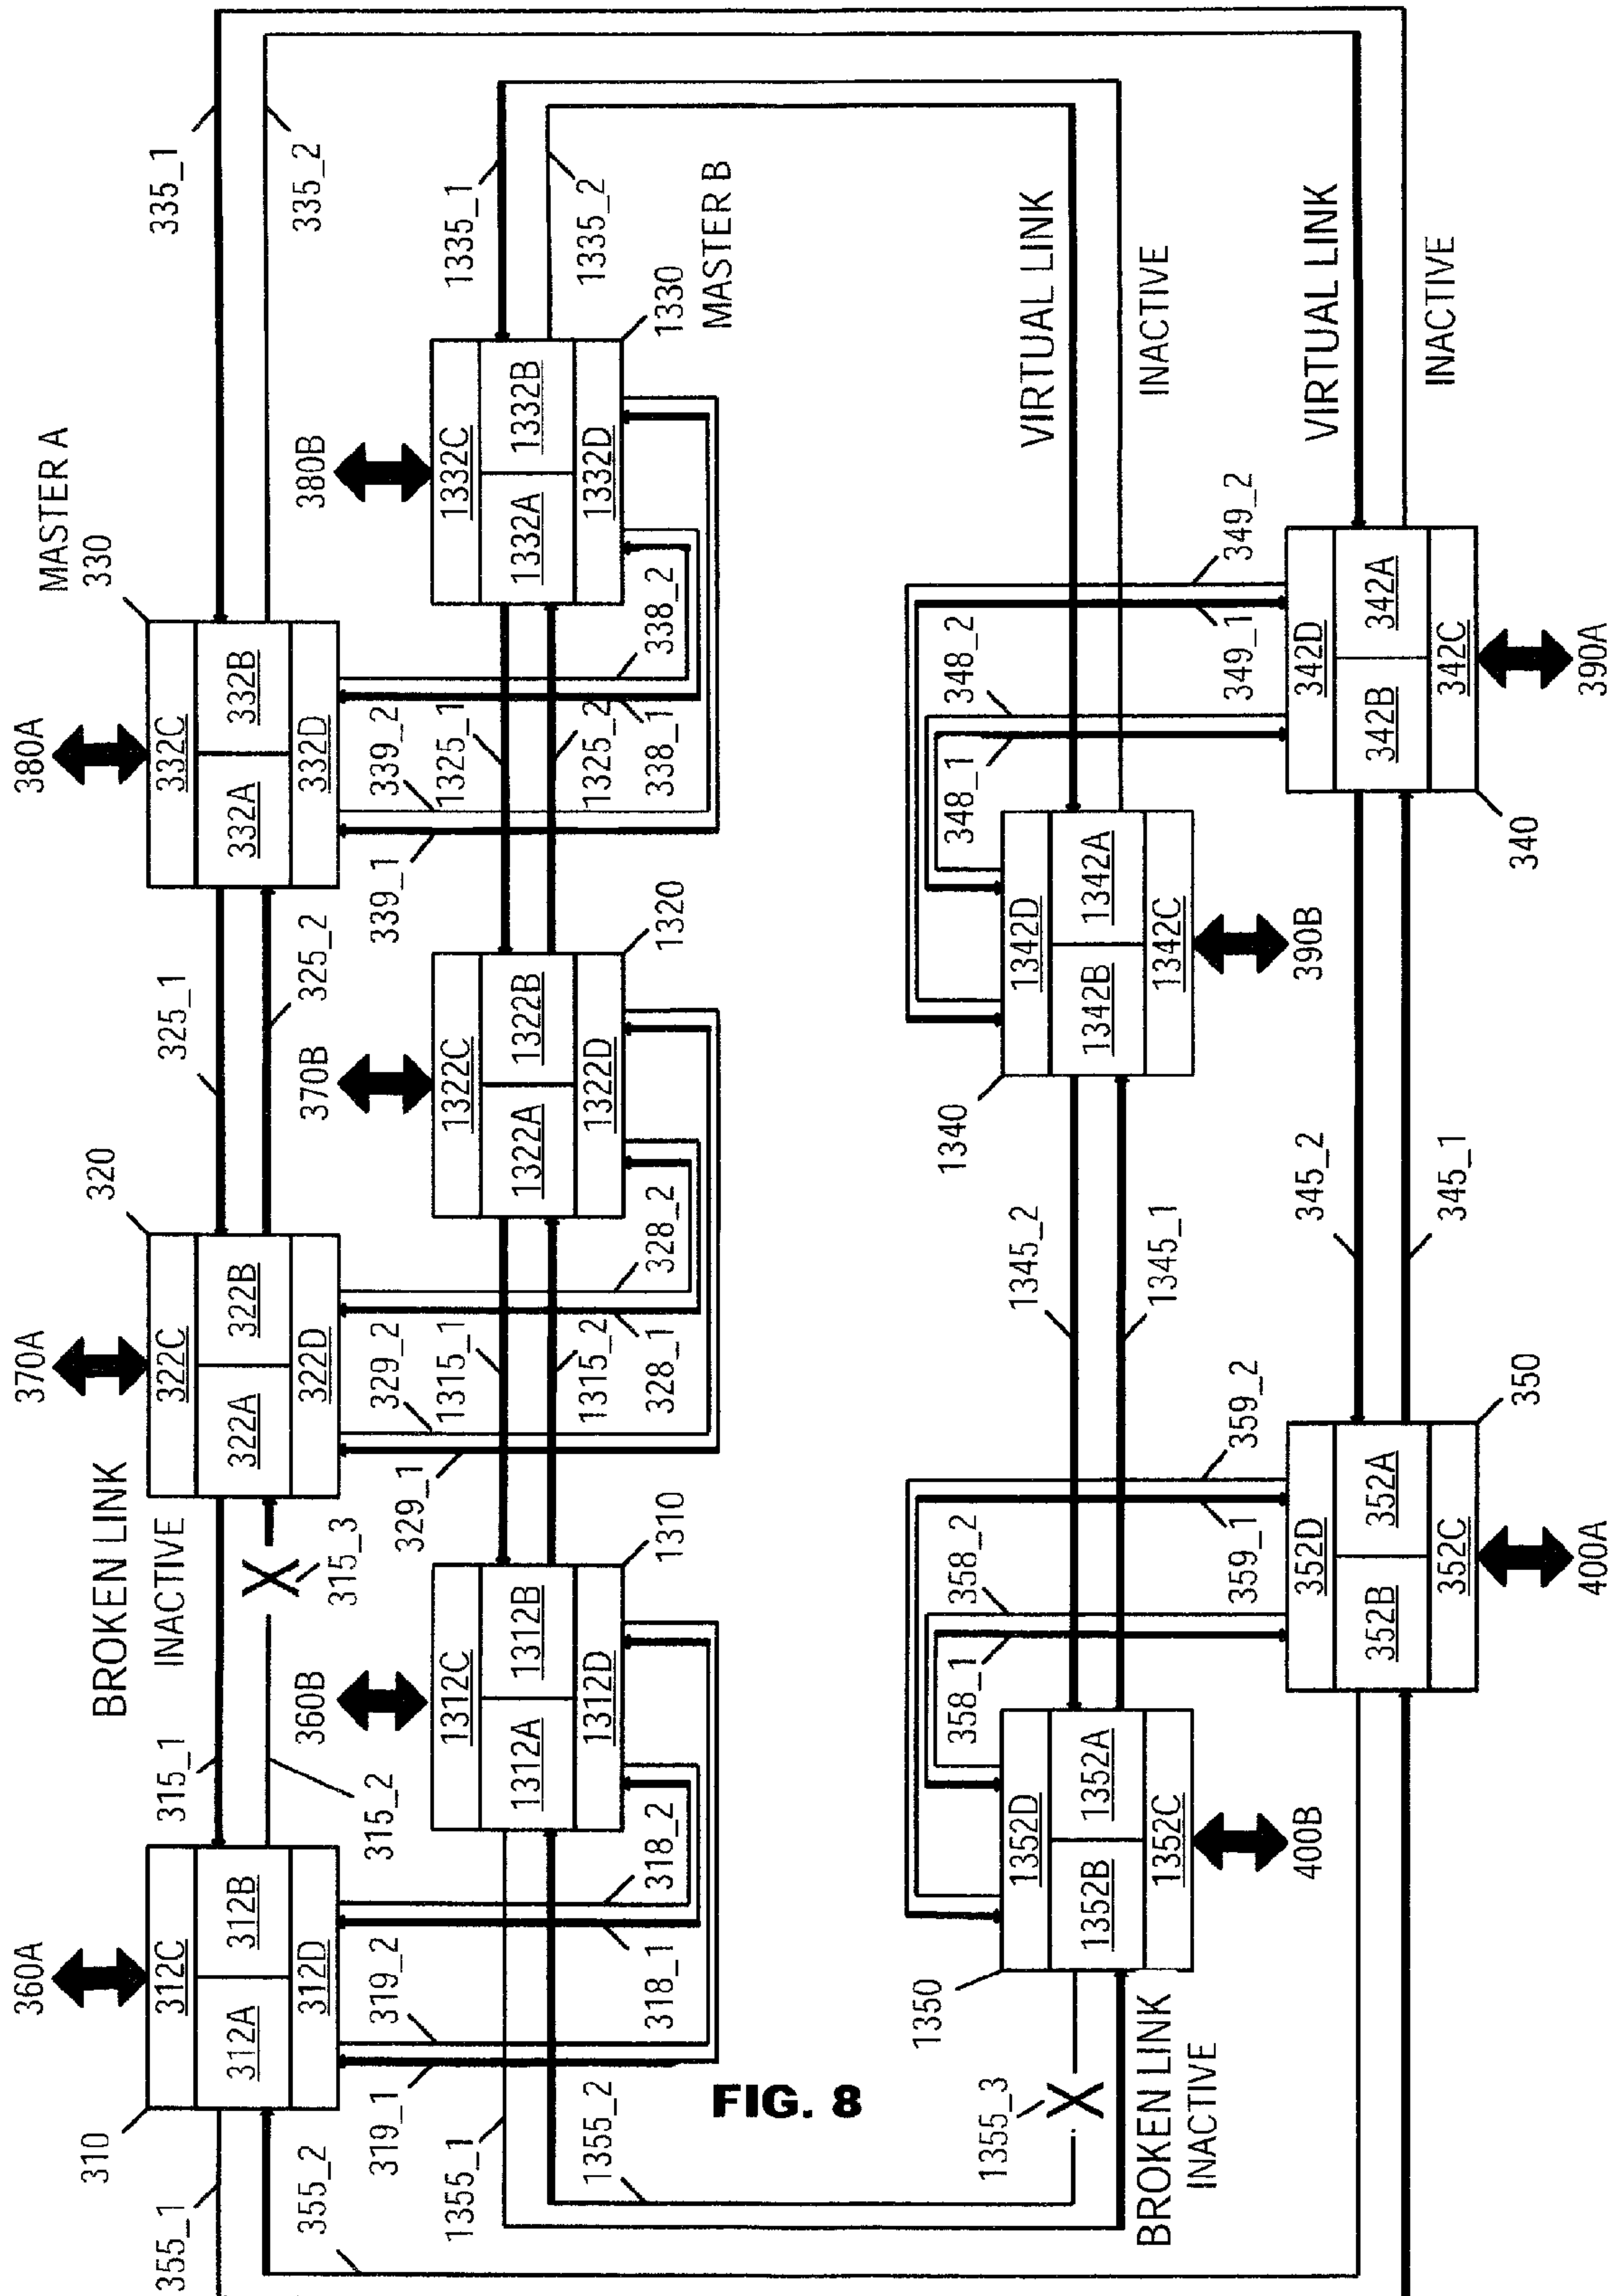 355_1
355_2
310
360A
312C
312A
312B
312D
319_1
319_2
318_1
318_2
315_1
315_2
315_3
BROKEN LINK
INACTIVE
320
370A
322C
322A
322B
322D
329_1
329_2
1315_1
1315_2
328_1
328_2
325_1
325_2
MASTER A
330
380A
332C
332A
332B
332D
339_1
339_2
1325_1
1325_2
338_1
338_2
335_1
335_2
1355_1
1355_2
360B
1312C
1312A
1312B
1312D
1310
370B
1322C
1322A
1322B
1322D
1320
380B
1332C
1332A
1332B
1332D
1330
MASTER B
1335_1
1335_2
FIG. 8
1355_3
BROKEN LINK
INACTIVE
1350
1352D
1352B
1352A
1352C
400B
358_1
358_2
359_1
359_2
1345_2
1345_1
1340
1342D
1342B
1342A
1342C
390B
348_1
348_2
349_1
349_2
VIRTUAL LINK
INACTIVE
352D
352B
352A
352C
350
400A
345_2
345_1
342D
342B
342A
342C
340
390A
VIRTUAL LINK
INACTIVE